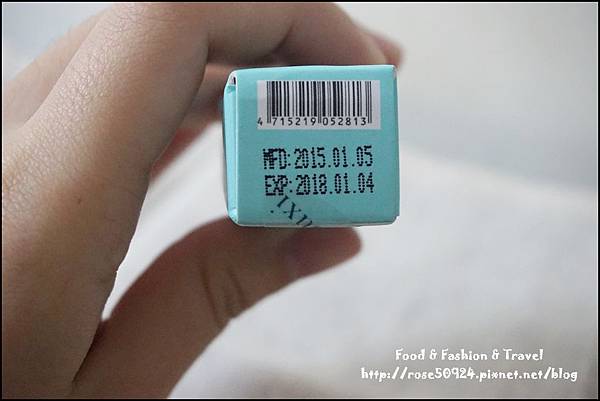 4 715219 052813
MFD:2015.01.05
EXP:2018.01.04
Food & Fashion & Travel
http://rose50924.pixnet.net/blog